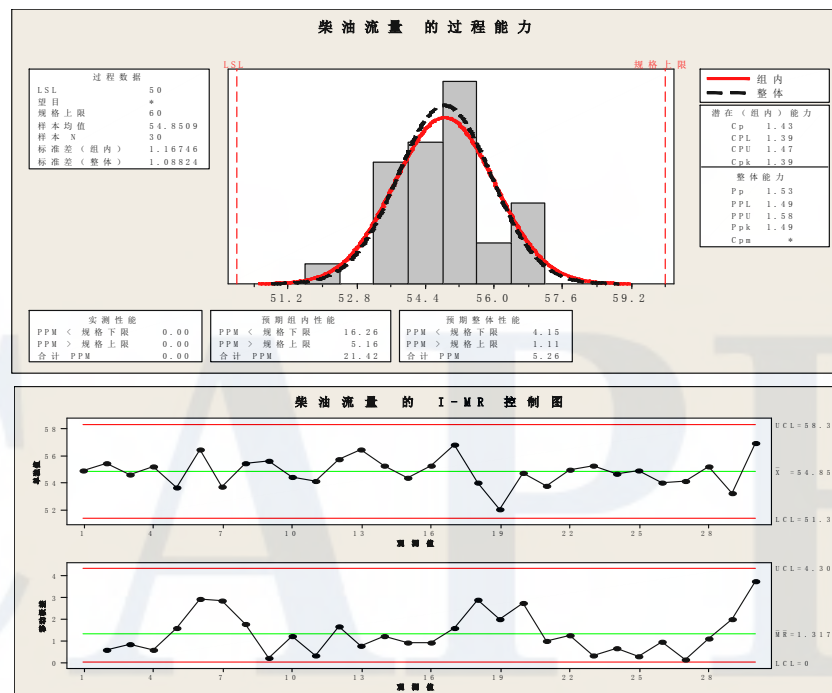 柴油流量 的过程能力
LSL
规格上限
过程数据
LSL 50
望目 *
规格上限 60
样本均值 54.8509
样本 N 30
标准差(组内) 1.16746
标准差(整体) 1.08824
组内
整体
潜在(组内)能力
Cp 1.43
CPL 1.39
CPU 1.47
Cpk 1.39
整体能力
Pp 1.53
PPL 1.49
PPU 1.58
Ppk 1.49
Cpm *
51.2 52.8 54.4 56.0 57.6 59.2
实测性能
PPM < 规格下限 0.00
PPM > 规格上限 0.00
合计 PPM 0.00
预期组内性能
PPM < 规格下限 16.26
PPM > 规格上限 5.16
合计 PPM 21.42
预期整体性能
PPM < 规格下限 4.15
PPM > 规格上限 1.11
合计 PPM 5.26
柴油流量 的 I-MR 控制图
UCL=58.3
58
56
54
52
单独值
X=54.85
LCL=51.3
1 4 7 10 13 16 19 22 25 28
观测值
UCL=4.30
4
3
2
1
0
移动极差
MR=1.317
LCL=0
1 4 7 10 13 16 19 22 25 28
观测值